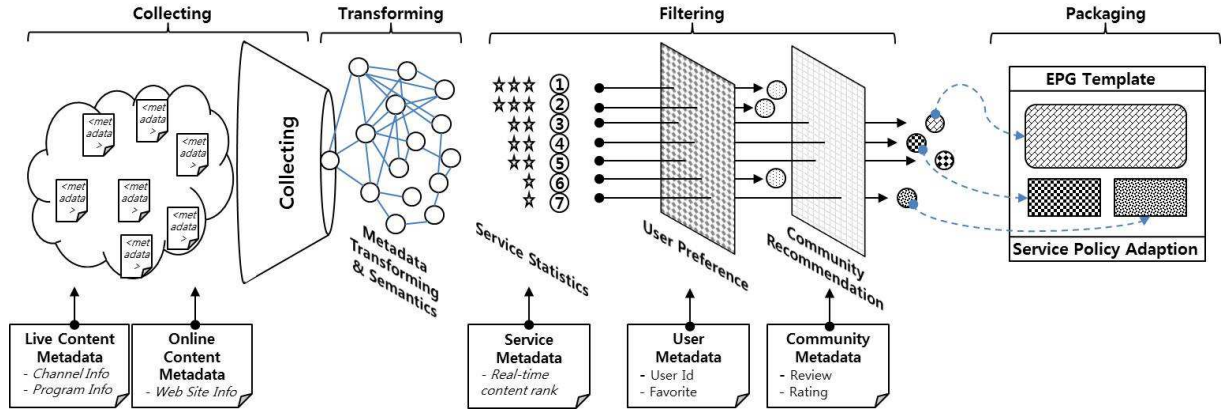 Collecting
Transforming
Filtering
Packaging
<met
adata
>
<met
adata
>
<met
adata
>
<met
adata
>
<met
adata
>
<met
adata
>
<met
adata
>
Collecting
Metadata
Transforming
& Semantics
☆☆☆ ①
☆☆☆ ②
☆☆ ③
☆☆ ④
☆☆ ⑤
☆ ⑥
☆ ⑦
Service Statistics
User Preference
Community
Recommendation
EPG Template
Service Policy Adaption
Live Content
Metadata
- Channel Info
- Program Info
Online
Content
Metadata
- Web Site Info
Service
Metadata
- Real-time
content rank
User
Metadata
- User Id
- Favorite
Community
Metadata
- Review
- Rating